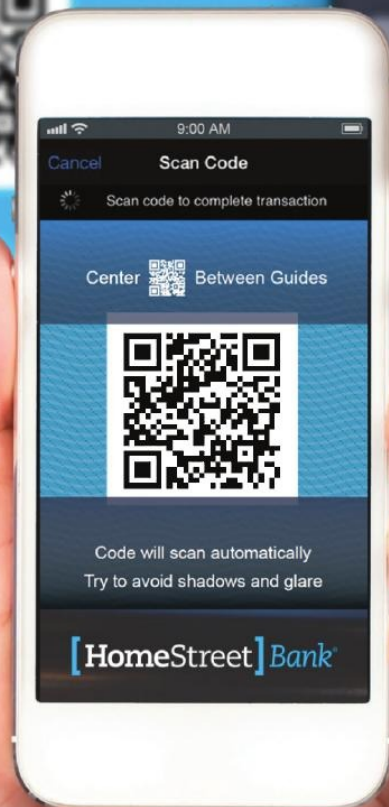 9:00 AM
Cancel Scan Code
Scan code to complete transaction
Center Between Guides
Code will scan automatically
Try to avoid shadows and glare
[HomeStreet] Bank®